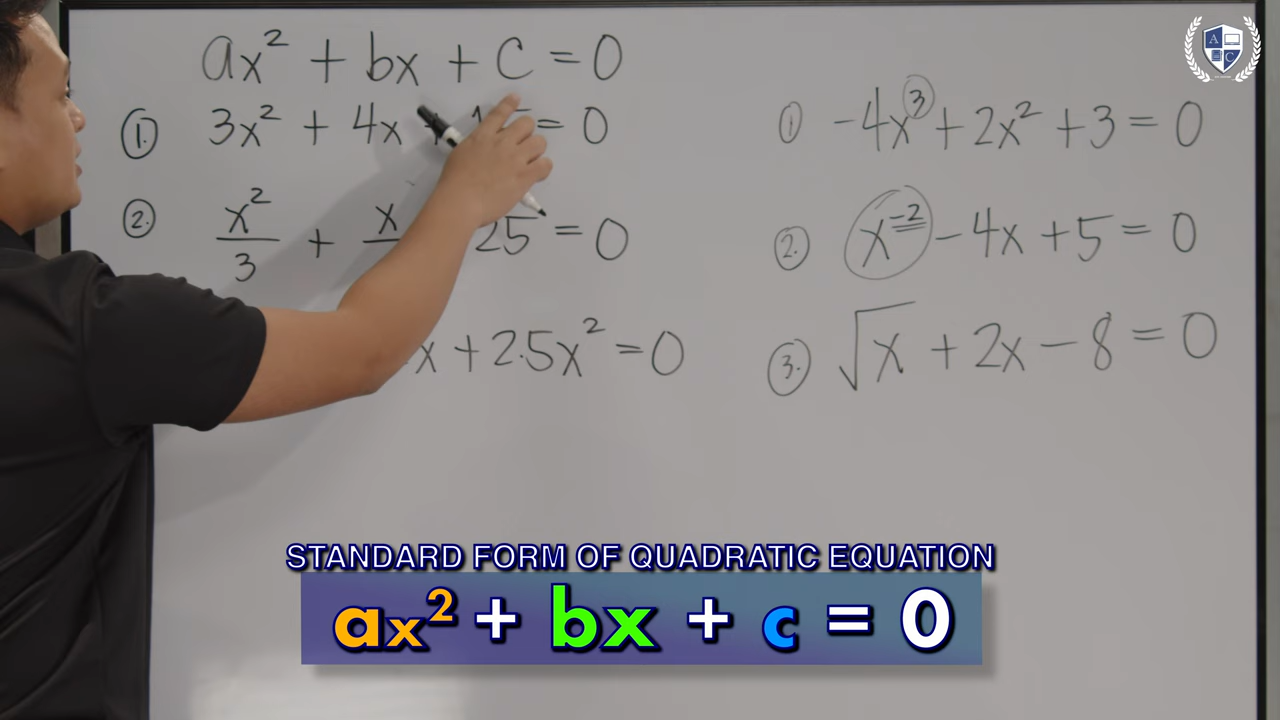 ax² + bx + c = 0
① 3x² + 4x = 0
② x²/3 + x 25 = 0
x + 2.5x² = 0
① -4x³ + 2x² + 3 = 0
② x⁻² - 4x + 5 = 0
③ √x + 2x - 8 = 0
A
C
STANDARD FORM OF QUADRATIC EQUATION
ax² + bx + c = 0